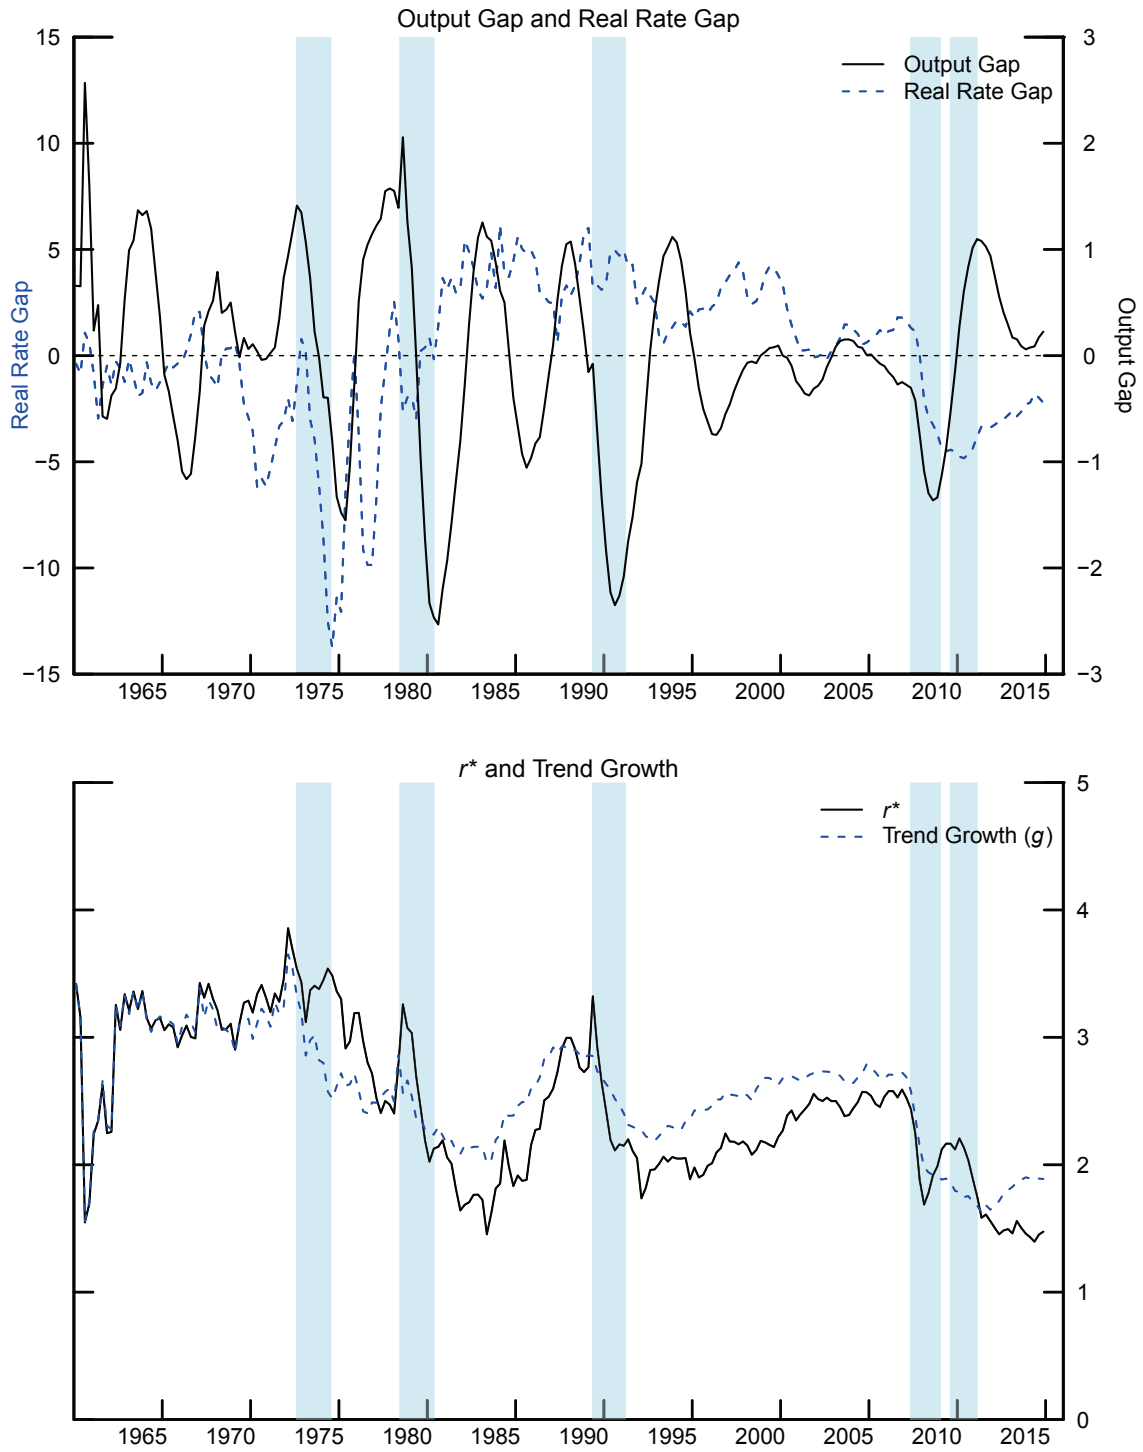 Output Gap and Real Rate Gap
15 3
Output Gap
Real Rate Gap
10 2
5 1
0 0
−5 −1
−10 −2
−15 −3
Real Rate Gap
Output Gap
1965 1970 1975 1980 1985 1990 1995 2000 2005 2010 2015
r* and Trend Growth
5
r*
Trend Growth (g)
4
3
2
1
0
1965 1970 1975 1980 1985 1990 1995 2000 2005 2010 2015